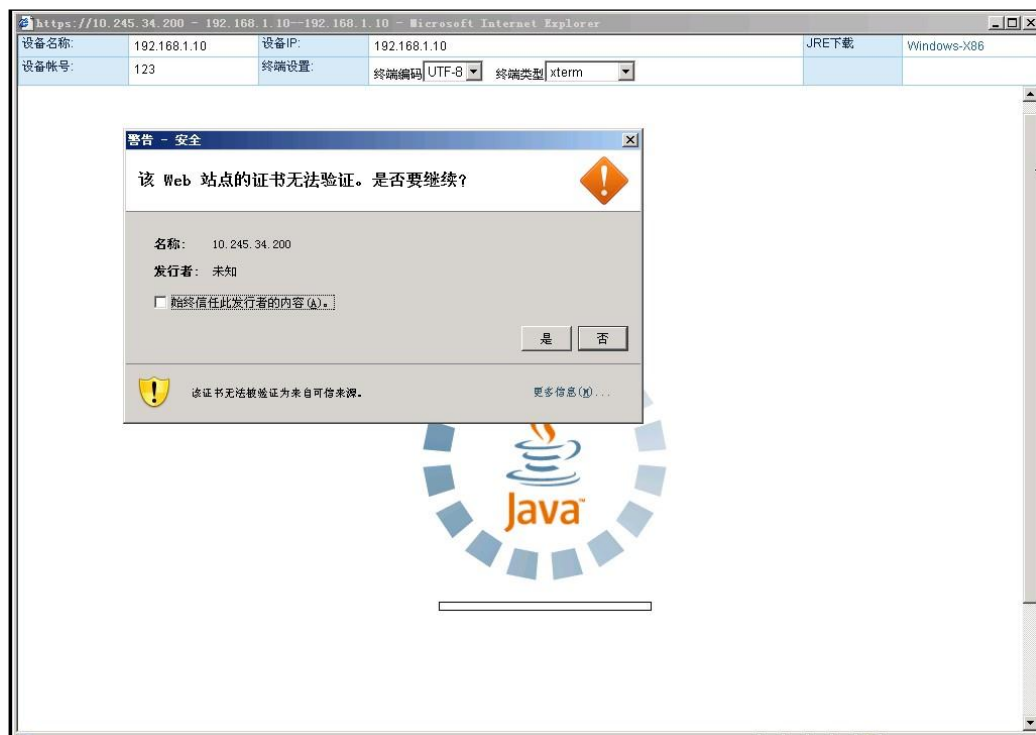 https://10.245.34.200 - 192.168.1.10--192.168.1.10 - Microsoft Internet Explorer
设备名称: 192.168.1.10 设备IP: 192.168.1.10 JRE下载 Windows-X86
设备帐号: 123 终端设置: 终端编码 UTF-8 终端类型 xterm
警告 - 安全
该 Web 站点的证书无法验证。是否要继续?
名称: 10.245.34.200
发行者: 未知
始终信任此发行者的内容(A)。
是 否
该证书无法被验证为来自可信来源。 更多信息(M)...
Java™